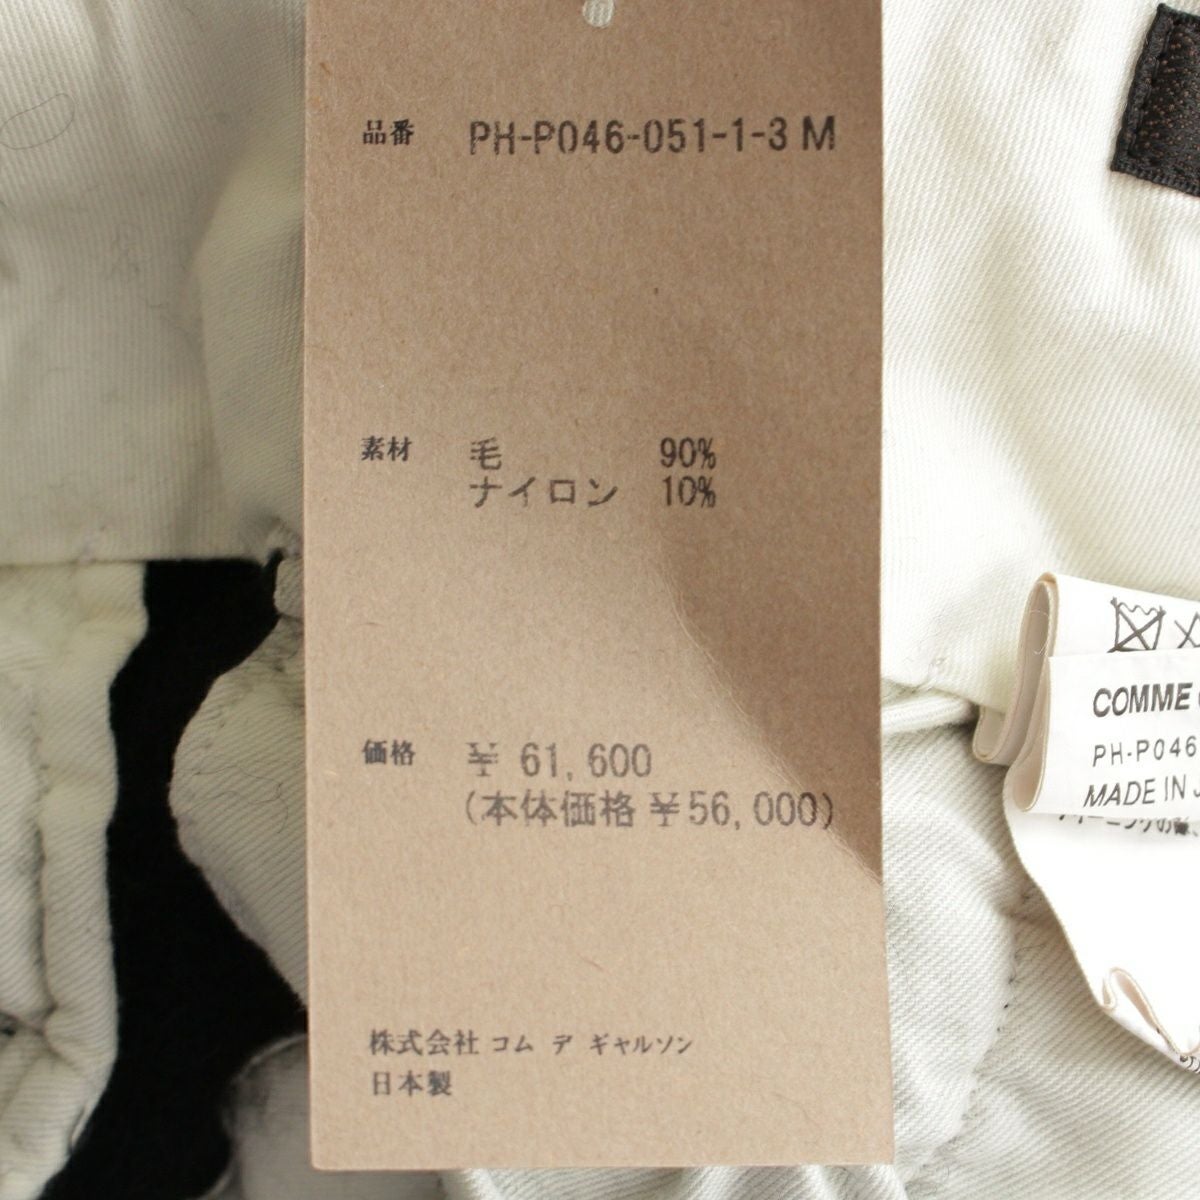 品番 PH-P046-051-1-3 M
素材 毛 90%
ナイロン 10%
価格 ¥ 61,600
(本体価格 ¥56,000)
株式会社 コム デ ギャルソン
日本製
COMME
PH-P046
MADE IN